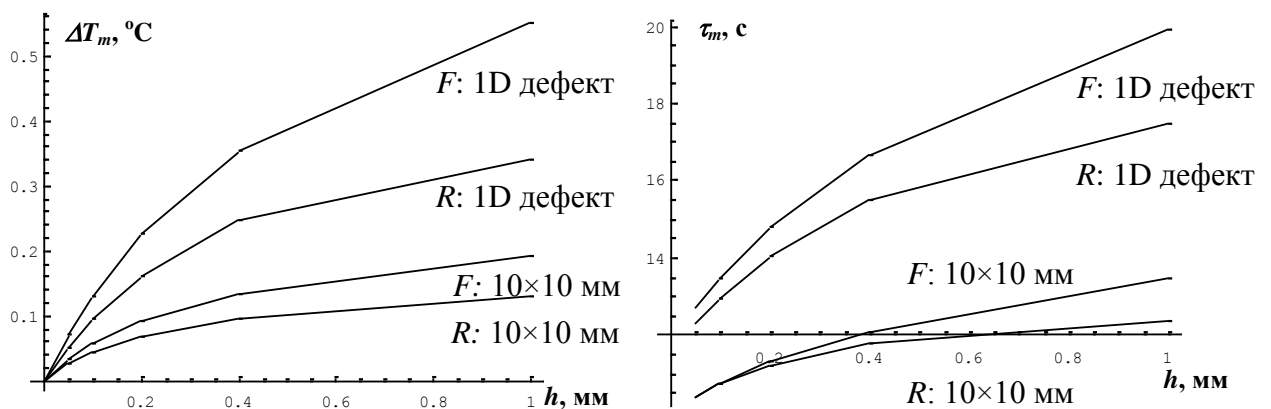 ΔTm, °C
0.5
0.4
0.3
0.2
0.1
F: 1D дефект
R: 1D дефект
F: 10×10 мм
R: 10×10 мм
0.2 0.4 0.6 0.8 1
h, мм
τm, с
20
18
16
14
F: 1D дефект
R: 1D дефект
F: 10×10 мм
0.2 0.4 0.6 0.8 1
R: 10×10 мм
h, мм